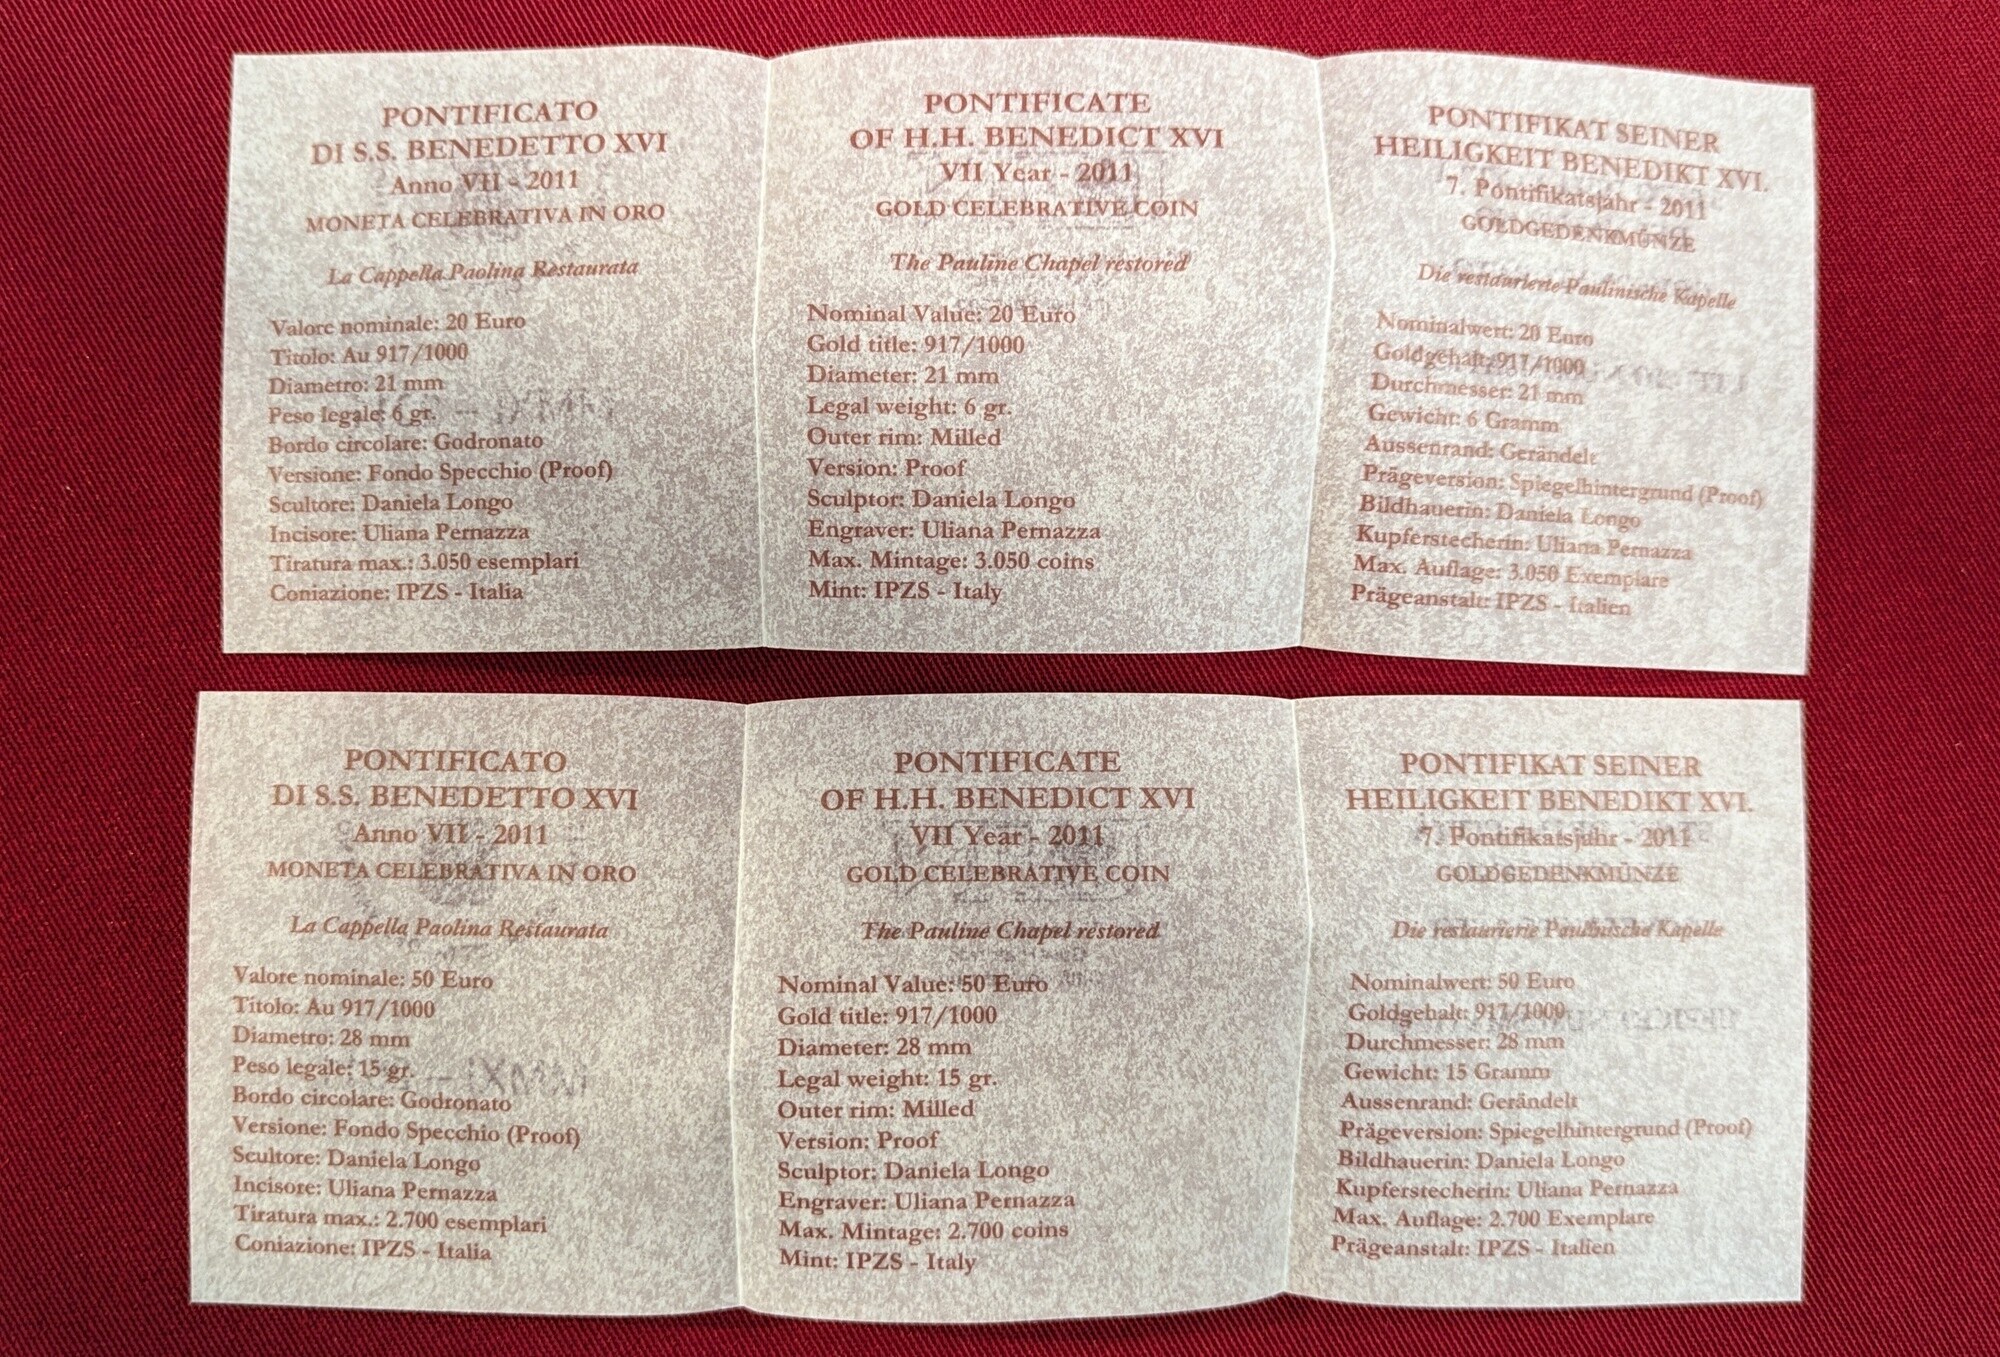 PONTIFICATO
DI S.S. BENEDETTO XVI
Anno VII - 2011
MONETA CELEBRATIVA IN ORO
La Cappella Paolina Restaurata
Valore nominale: 20 Euro
Titolo: Au 917/1000
Diametro: 21 mm
Peso legale: 6 gr.
Bordo circolare: Godronato
Versione: Fondo Specchio (Proof)
Scultore: Daniela Longo
Incisore: Uliana Pernazza
Tiratura max.: 3.050 esemplari
Coniazione: IPZS - Italia
PONTIFICATE
OF H.H. BENEDICT XVI
VII Year - 2011
GOLD CELEBRATIVE COIN
The Pauline Chapel restored
Nominal Value: 20 Euro
Gold title: 917/1000
Diameter: 21 mm
Legal weight: 6 gr.
Outer rim: Milled
Version: Proof
Sculptor: Daniela Longo
Engraver: Uliana Pernazza
Max. Mintage: 3.050 coins
Mint: IPZS - Italy
PONTIFIKAT SEINER
HEILIGKEIT BENEDIKT XVI.
7. Pontifikatsjahr - 2011
GOLDGEDENKMÜNZE
Die restaurierte Paulinische Kapelle
Nominalwert: 20 Euro
Goldgehalt: 917/1000
Durchmesser: 21 mm
Gewicht: 6 Gramm
Aussenrand: Gerändelt
Prägeversion: Spiegelhintergrund (Proof)
Bildhauerin: Daniela Longo
Kupferstecherin: Uliana Pernazza
Max. Auflage: 3.050 Exemplare
Prägeanstalt: IPZS - Italien
PONTIFICATO
DI S.S. BENEDETTO XVI
Anno VII - 2011
MONETA CELEBRATIVA IN ORO
La Cappella Paolina Restaurata
Valore nominale: 50 Euro
Titolo: Au 917/1000
Diametro: 28 mm
Peso legale: 15 gr.
Bordo circolare: Godronato
Versione: Fondo Specchio (Proof)
Scultore: Daniela Longo
Incisore: Uliana Pernazza
Tiratura max.: 2.700 esemplari
Coniazione: IPZS - Italia
PONTIFICATE
OF H.H. BENEDICT XVI
VII Year - 2011
GOLD CELEBRATIVE COIN
The Pauline Chapel restored
Nominal Value: 50 Euro
Gold title: 917/1000
Diameter: 28 mm
Legal weight: 15 gr.
Outer rim: Milled
Version: Proof
Sculptor: Daniela Longo
Engraver: Uliana Pernazza
Max. Mintage: 2.700 coins
Mint: IPZS - Italy
PONTIFIKAT SEINER
HEILIGKEIT BENEDIKT XVI.
7. Pontifikatsjahr - 2011
GOLDGEDENKMÜNZE
Die restaurierte Paulinische Kapelle
Nominalwert: 50 Euro
Goldgehalt: 917/1000
Durchmesser: 28 mm
Gewicht: 15 Gramm
Aussenrand: Gerändelt
Prägeversion: Spiegelhintergrund (Proof)
Bildhauerin: Daniela Longo
Kupferstecherin: Uliana Pernazza
Max. Auflage: 2.700 Exemplare
Prägeanstalt: IPZS - Italien